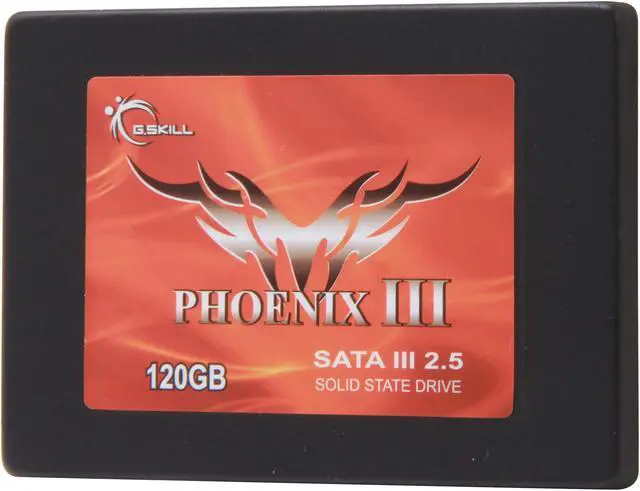 G.SKILL
PHOENIX III
SATA III 2.5
120GB
SOLID STATE DRIVE